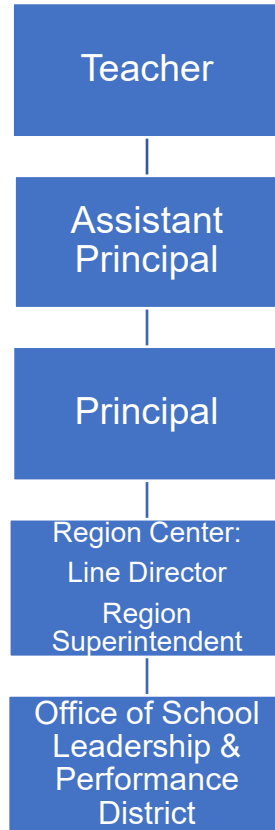 Teacher
Assistant
Principal
Principal
Region Center:
Line Director
Region
Superintendent
Office of School
Leadership &
Performance
District